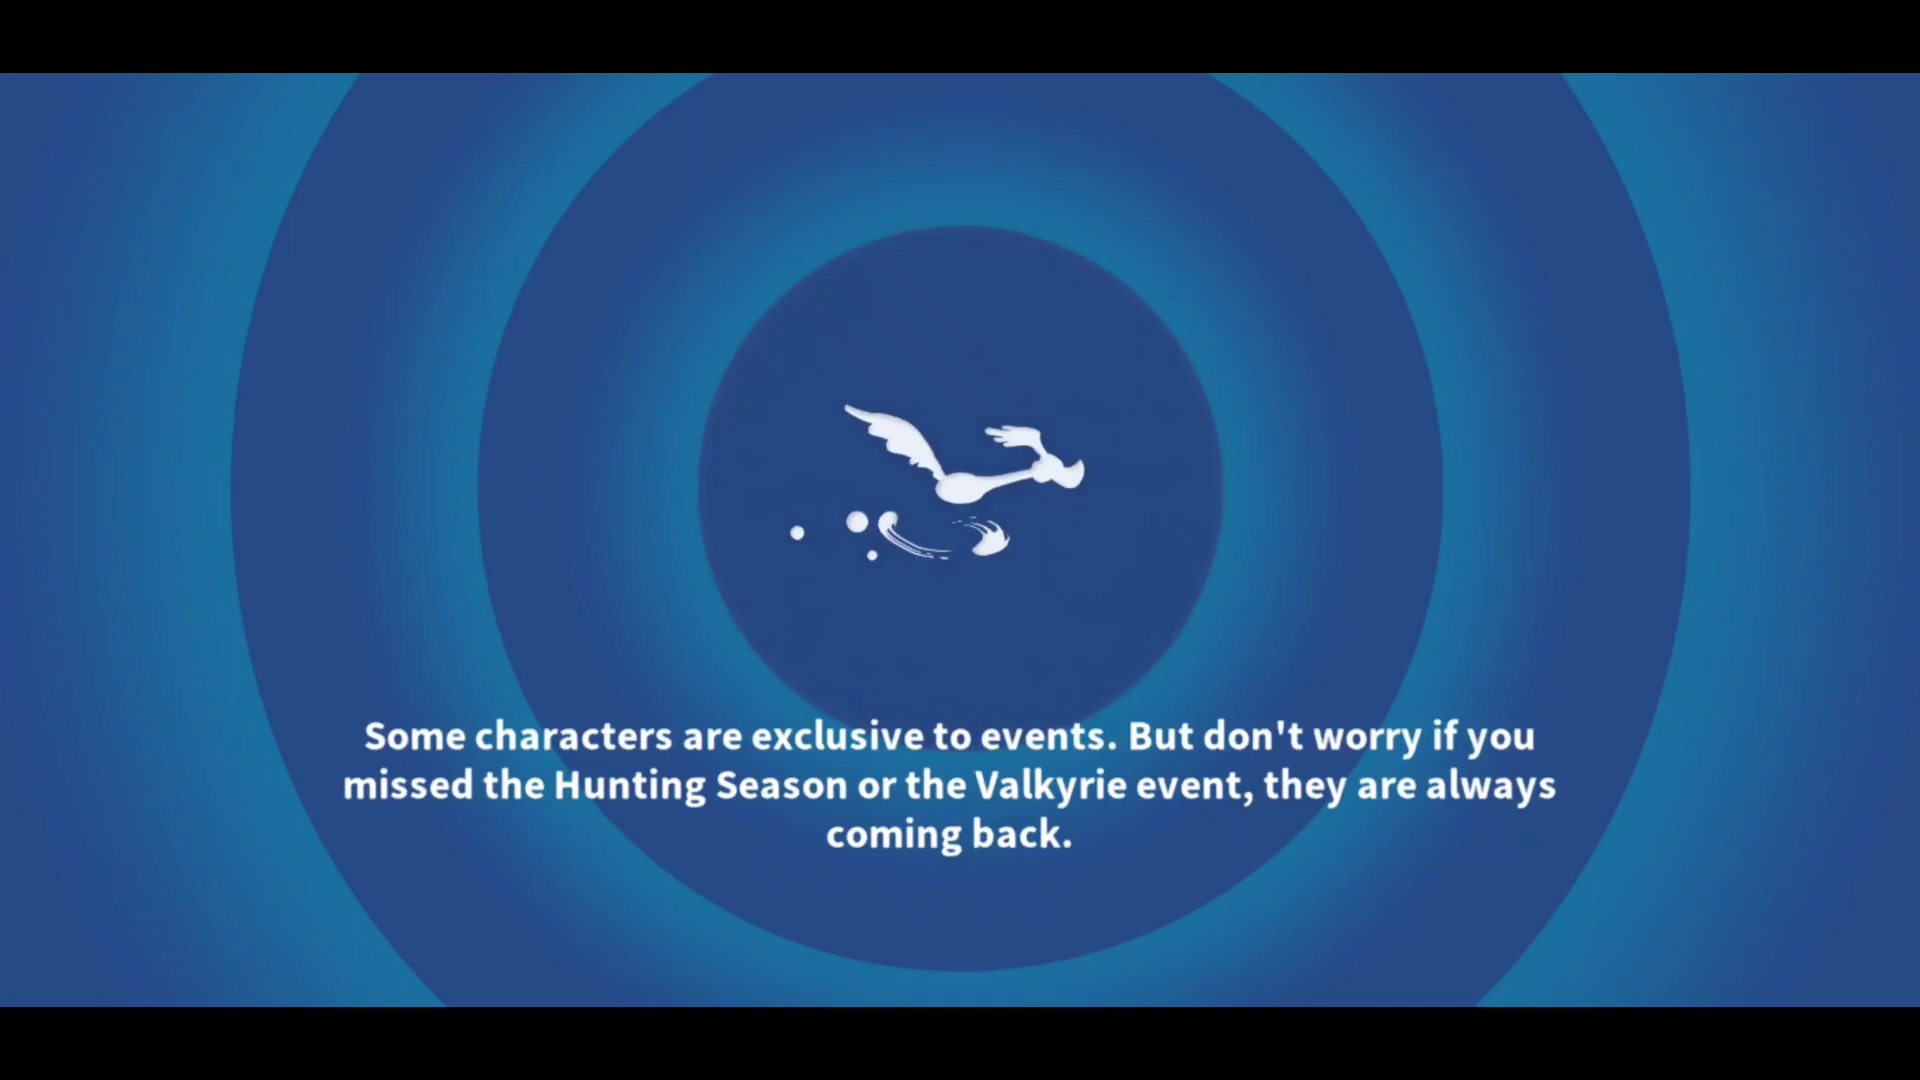 Some characters are exclusive to events. But don't worry if you
missed the Hunting Season or the Valkyrie event, they are always
coming back.